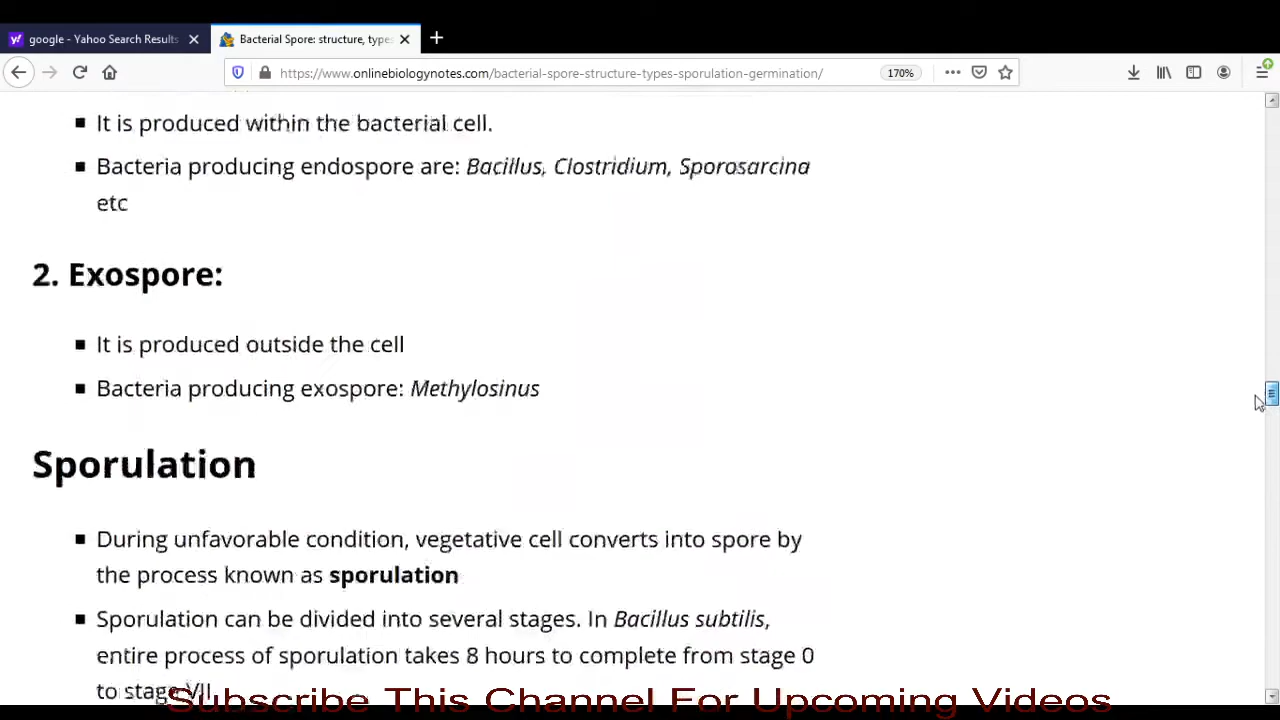 google - Yahoo Search Results
Bacterial Spore: structure, types
https://www.onlinebiologynotes.com/bacterial-spore-structure-types-sporulation-germination/
170%
It is produced within the bacterial cell.
Bacteria producing endospore are: Bacillus, Clostridium, Sporosarcina
etc
2. Exospore:
It is produced outside the cell
Bacteria producing exospore: Methylosinus
Sporulation
During unfavorable condition, vegetative cell converts into spore by
the process known as sporulation
Sporulation can be divided into several stages. In Bacillus subtilis,
entire process of sporulation takes 8 hours to complete from stage 0
to stage VII
Subscribe This Channel For Upcoming Videos